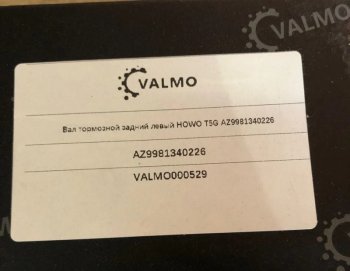 VALMO
VALMO
Вал тормозной задний левый HOWO T5G AZ9981340226
AZ9981340226
VALMO000529